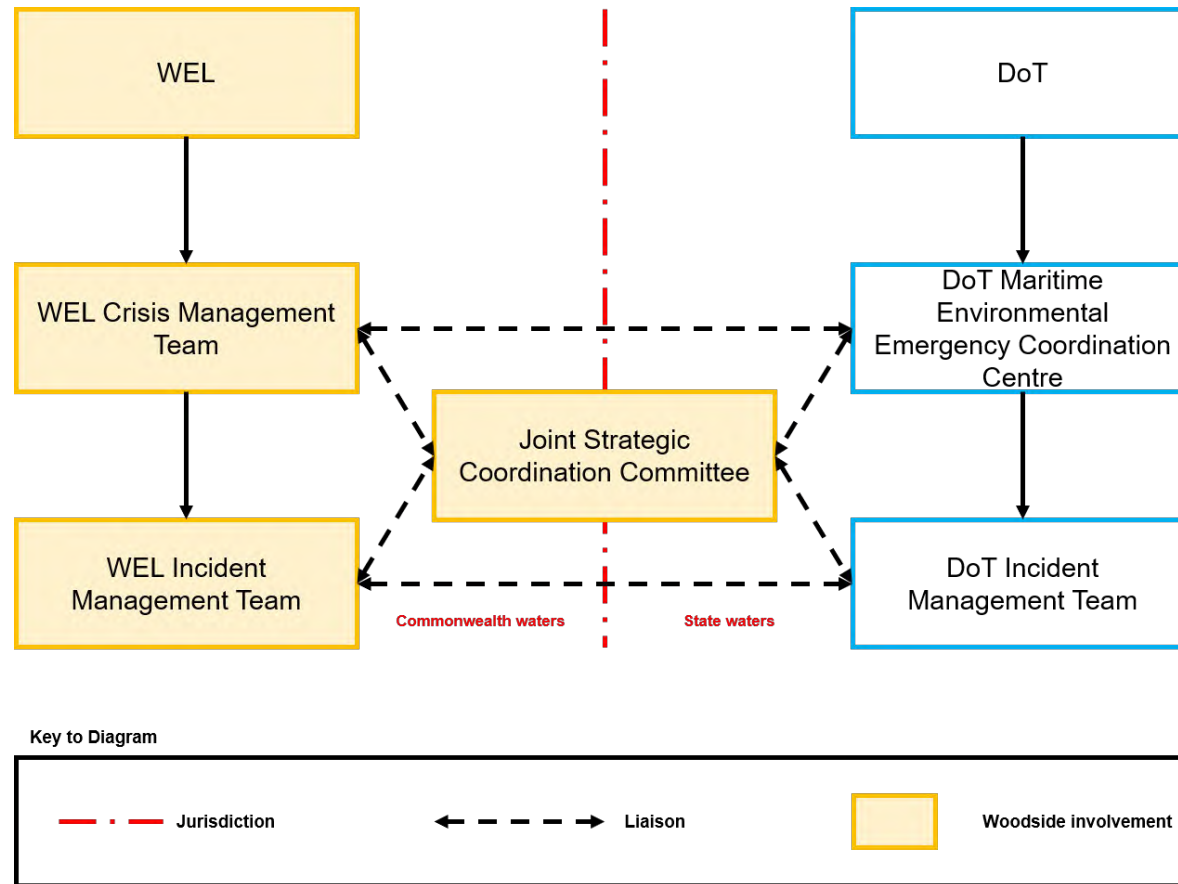 WEL
DoT
WEL Crisis Management
Team
DoT Maritime
Environmental
Emergency Coordination
Centre
Joint Strategic
Coordination Committee
WEL Incident
Management Team
DoT Incident
Management Team
Commonwealth waters
State waters
Key to Diagram
Jurisdiction
Liaison
Woodside involvement